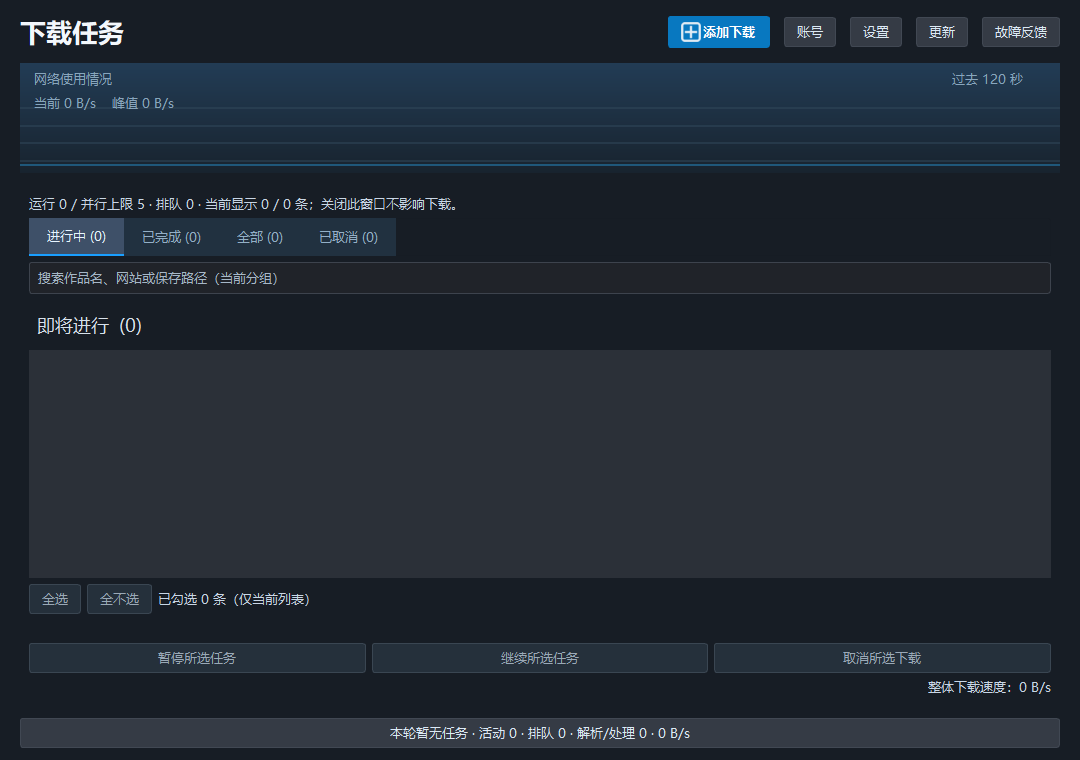 下载任务
添加下载 账号 设置 更新 故障反馈
网络使用情况 过去 120 秒
当前 0 B/s 峰值 0 B/s
运行 0 / 并行上限 5 · 排队 0 · 当前显示 0 / 0 条；关闭此窗口不影响下载。
进行中 (0) 已完成 (0) 全部 (0) 已取消 (0)
搜索作品名、网站或保存路径（当前分组）
即将进行（0）
全选 全不选 已勾选 0 条（仅当前列表）
暂停所选任务 继续所选任务 取消所选下载
整体下载速度：0 B/s
本轮暂无任务 · 活动 0 · 排队 0 · 解析/处理 0 · 0 B/s